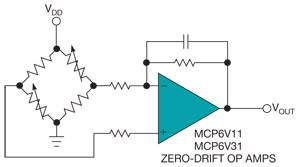 VDD
−
+
VOUT
MCP6V11
MCP6V31
ZERO-DRIFT OP AMPS